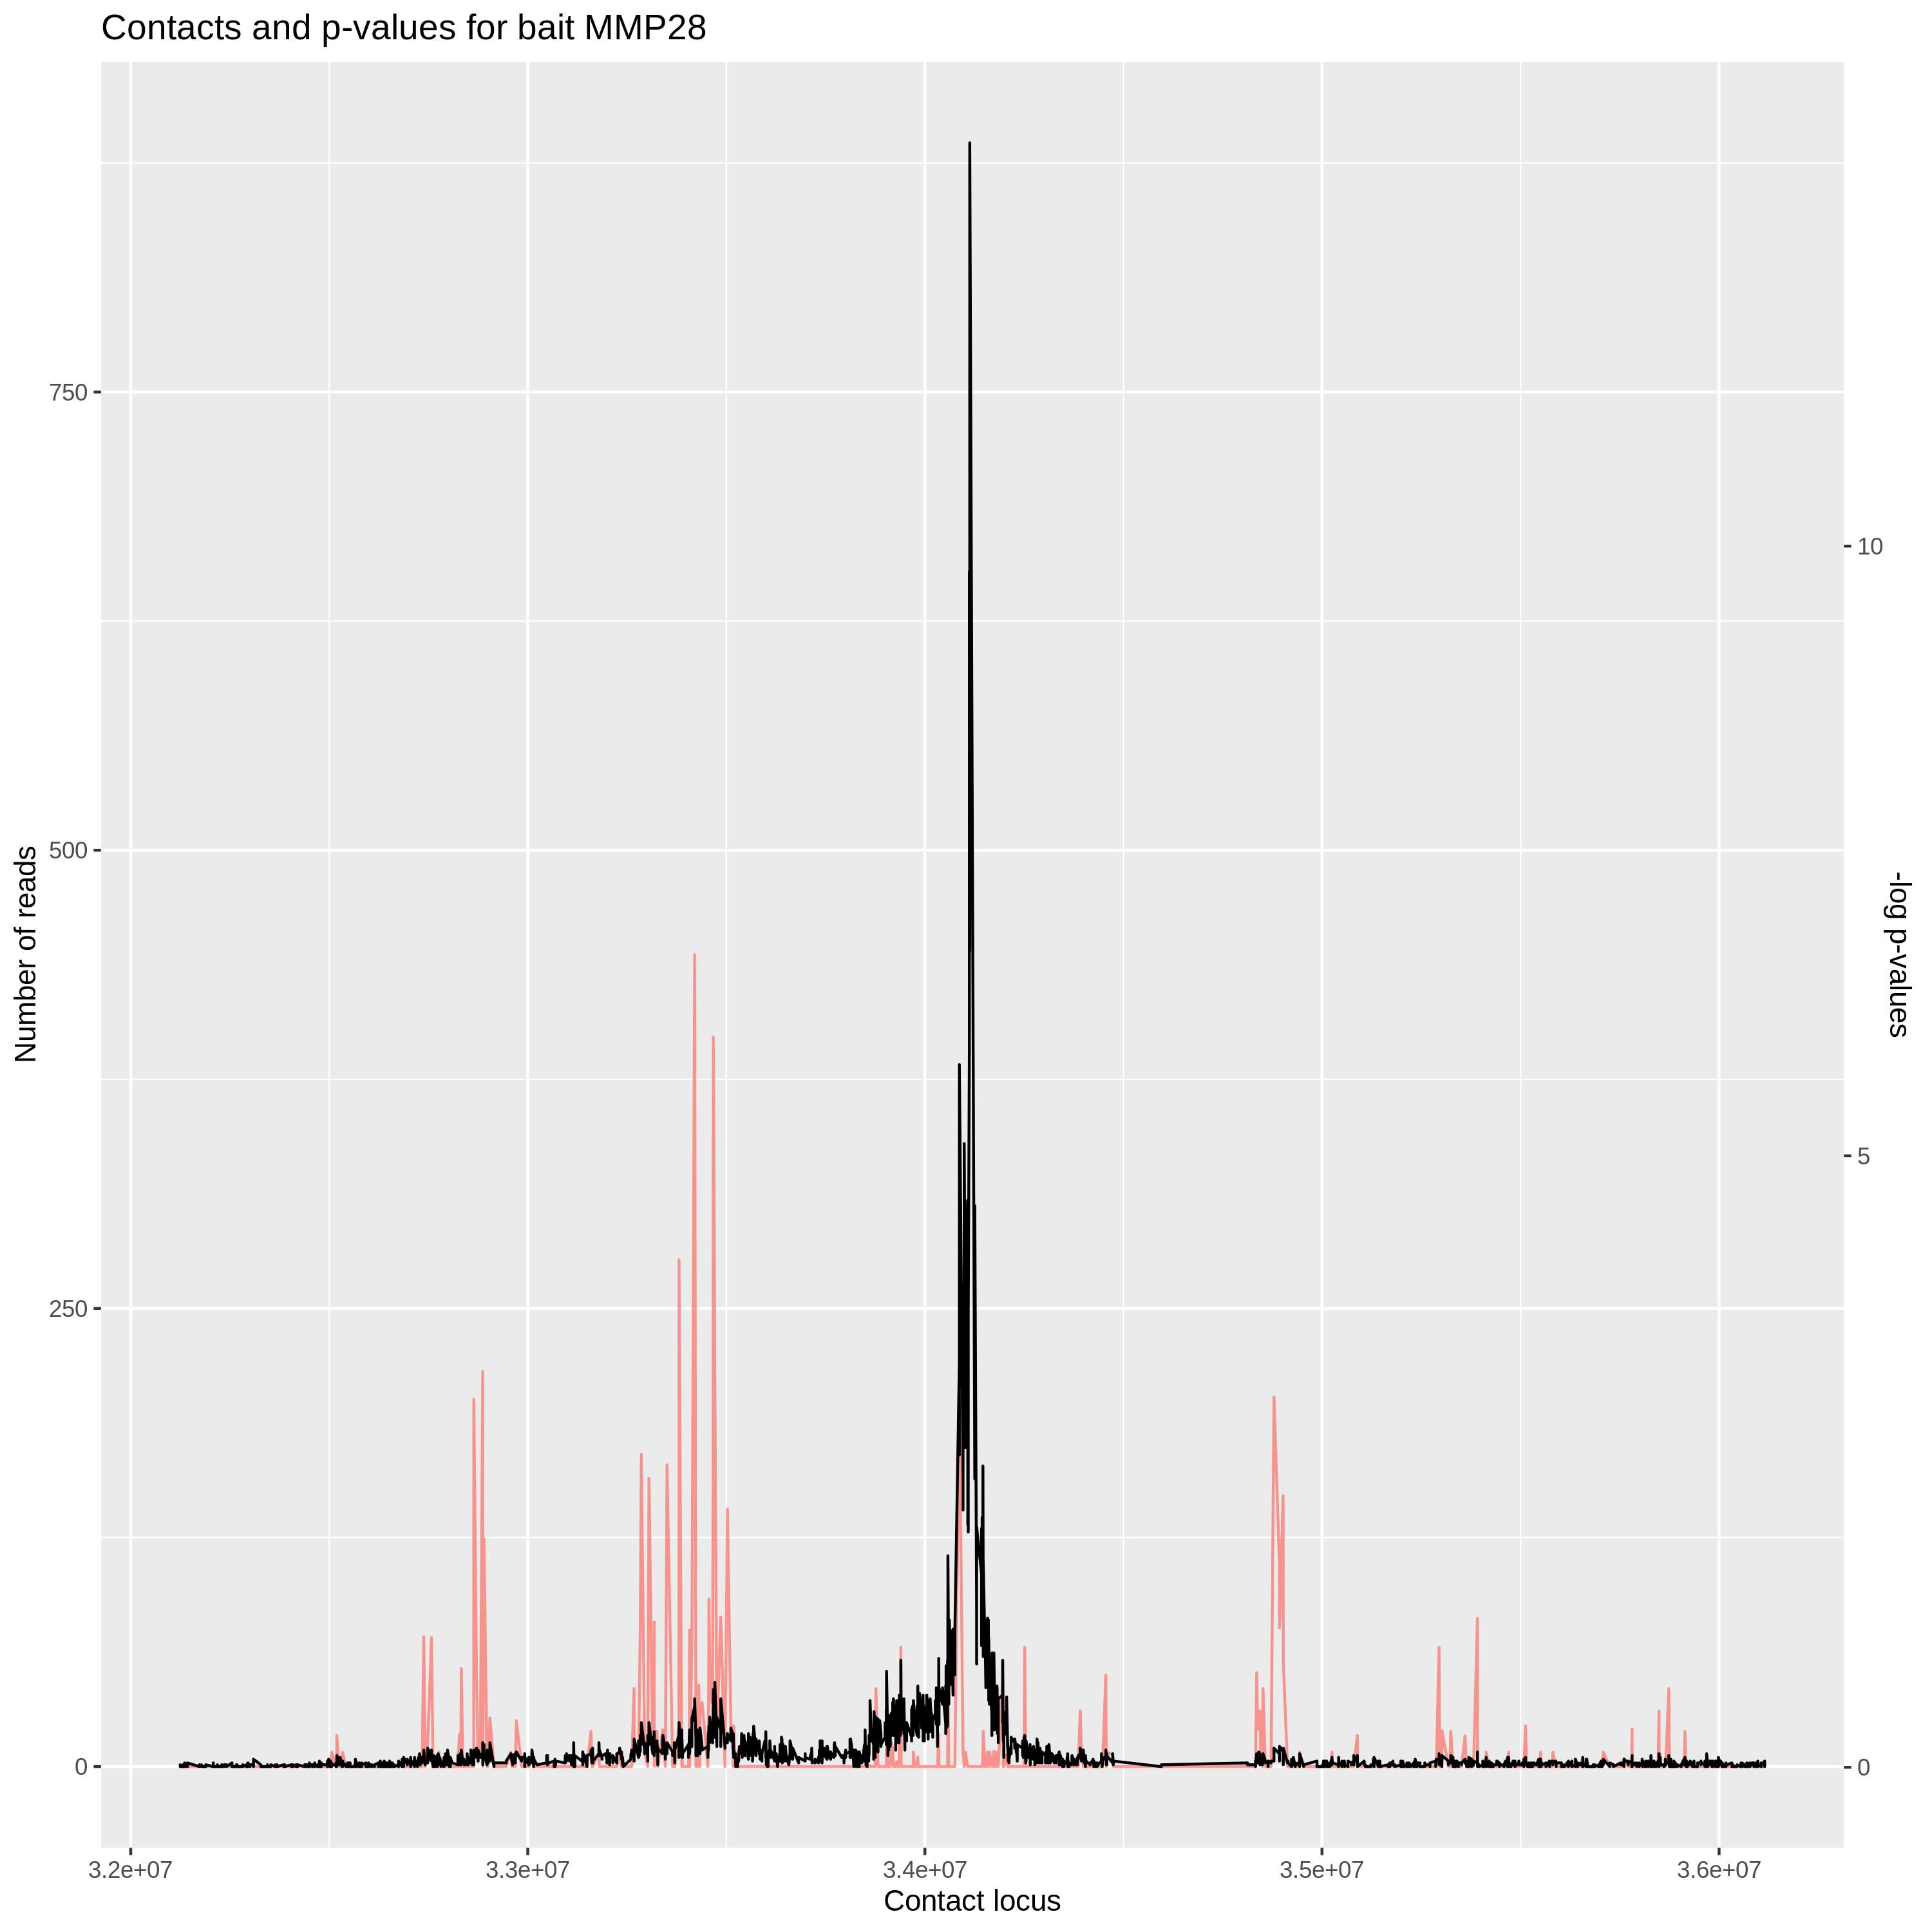 Contacts and p-values for bait MMP28
750
500
250
0
Number of reads
10
5
0
-log p-values
3.2e+07
3.3e+07
3.4e+07
3.5e+07
3.6e+07
Contact locus